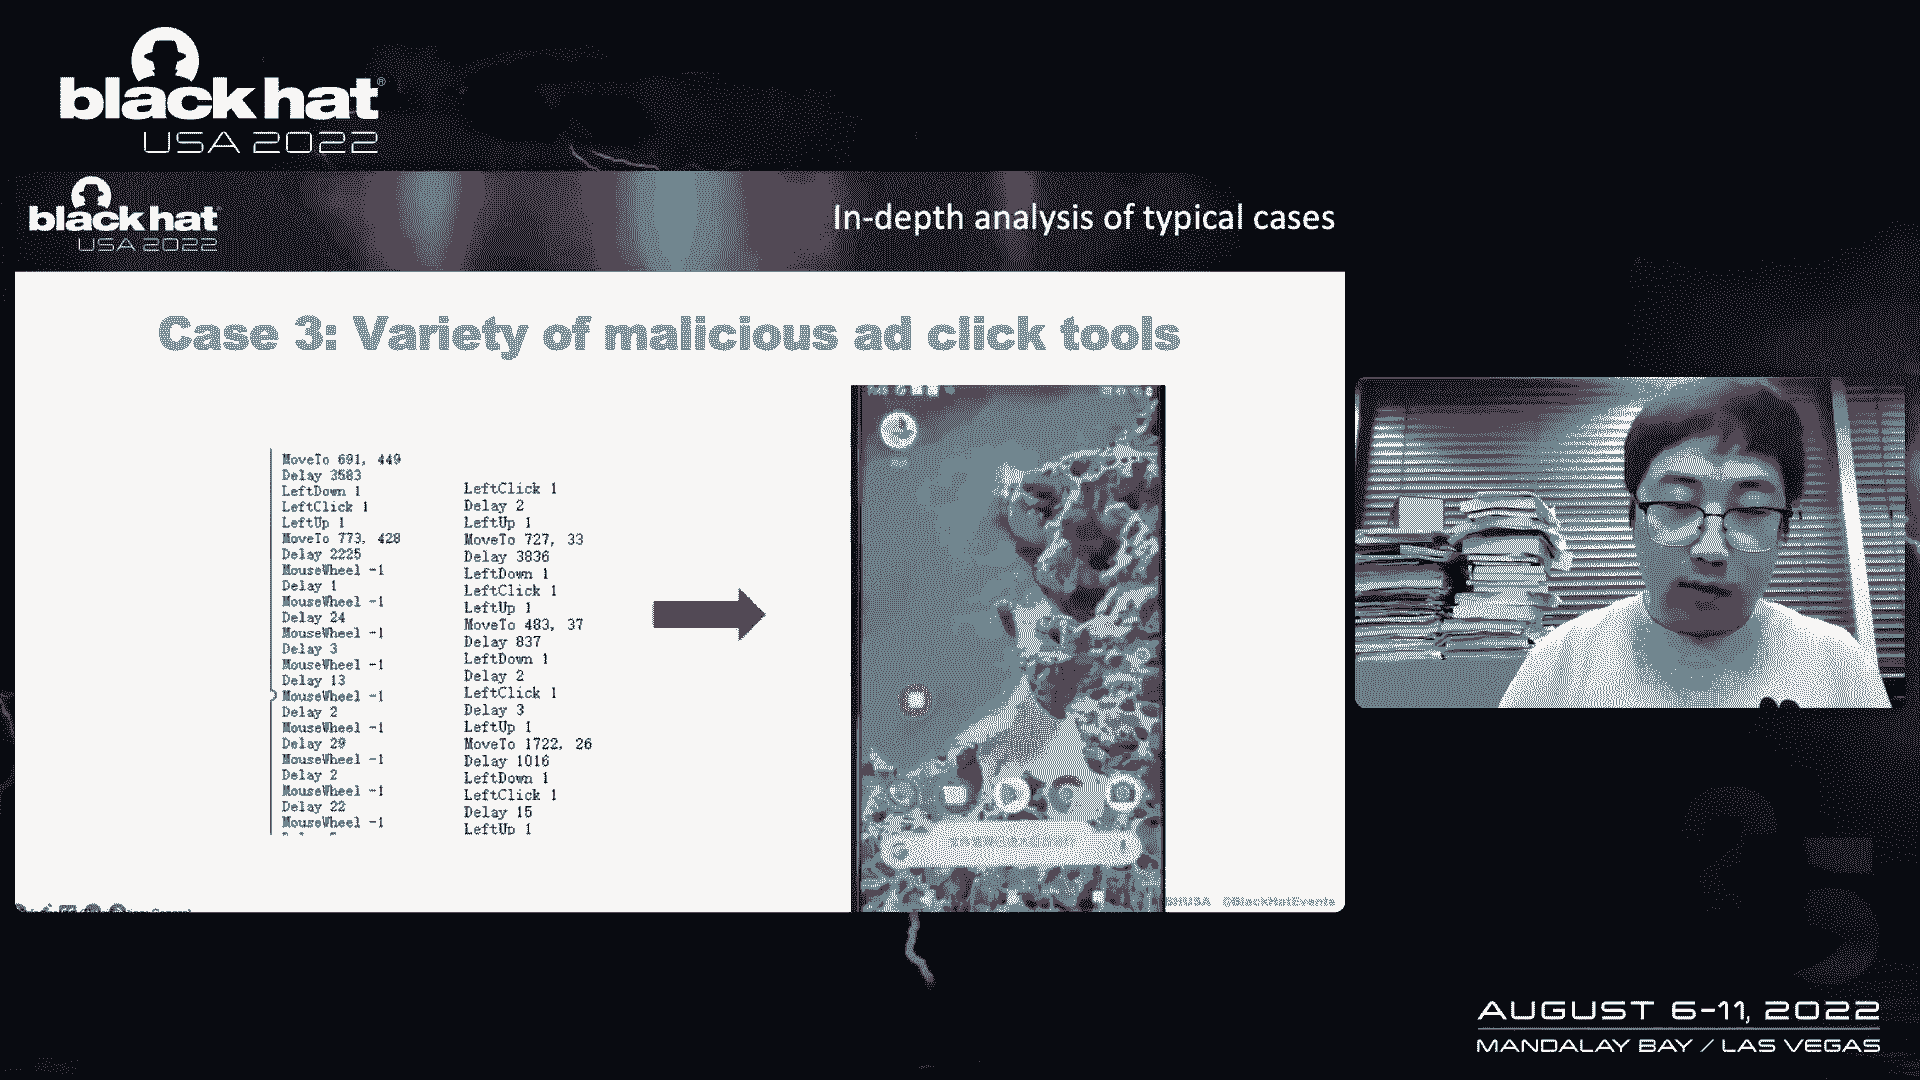 black hat®
USA 2022
black hat
USA 2022
In-depth analysis of typical cases
Case 3: Variety of malicious ad click tools
MoveTo 691, 449
Delay 3583
LeftDown 1
LeftClick 1
LeftUp 1
MoveTo 773, 428
Delay 2225
MouseWheel -1
Delay 1
MouseWheel -1
Delay 24
MouseWheel -1
Delay 3
MouseWheel -1
Delay 13
MouseWheel -1
Delay 2
MouseWheel -1
Delay 29
MouseWheel -1
Delay 2
MouseWheel -1
Delay 22
MouseWheel -1
LeftClick 1
Delay 2
LeftUp 1
MoveTo 727, 33
Delay 3836
LeftDown 1
LeftClick 1
LeftUp 1
MoveTo 483, 37
Delay 837
LeftDown 1
Delay 2
LeftClick 1
Delay 3
LeftUp 1
MoveTo 1722, 26
Delay 1016
LeftDown 1
LeftClick 1
Delay 15
LeftUp 1
BHUSA @BlackHatEvents
AUGUST 6-11, 2022
MANDALAY BAY / LAS VEGAS